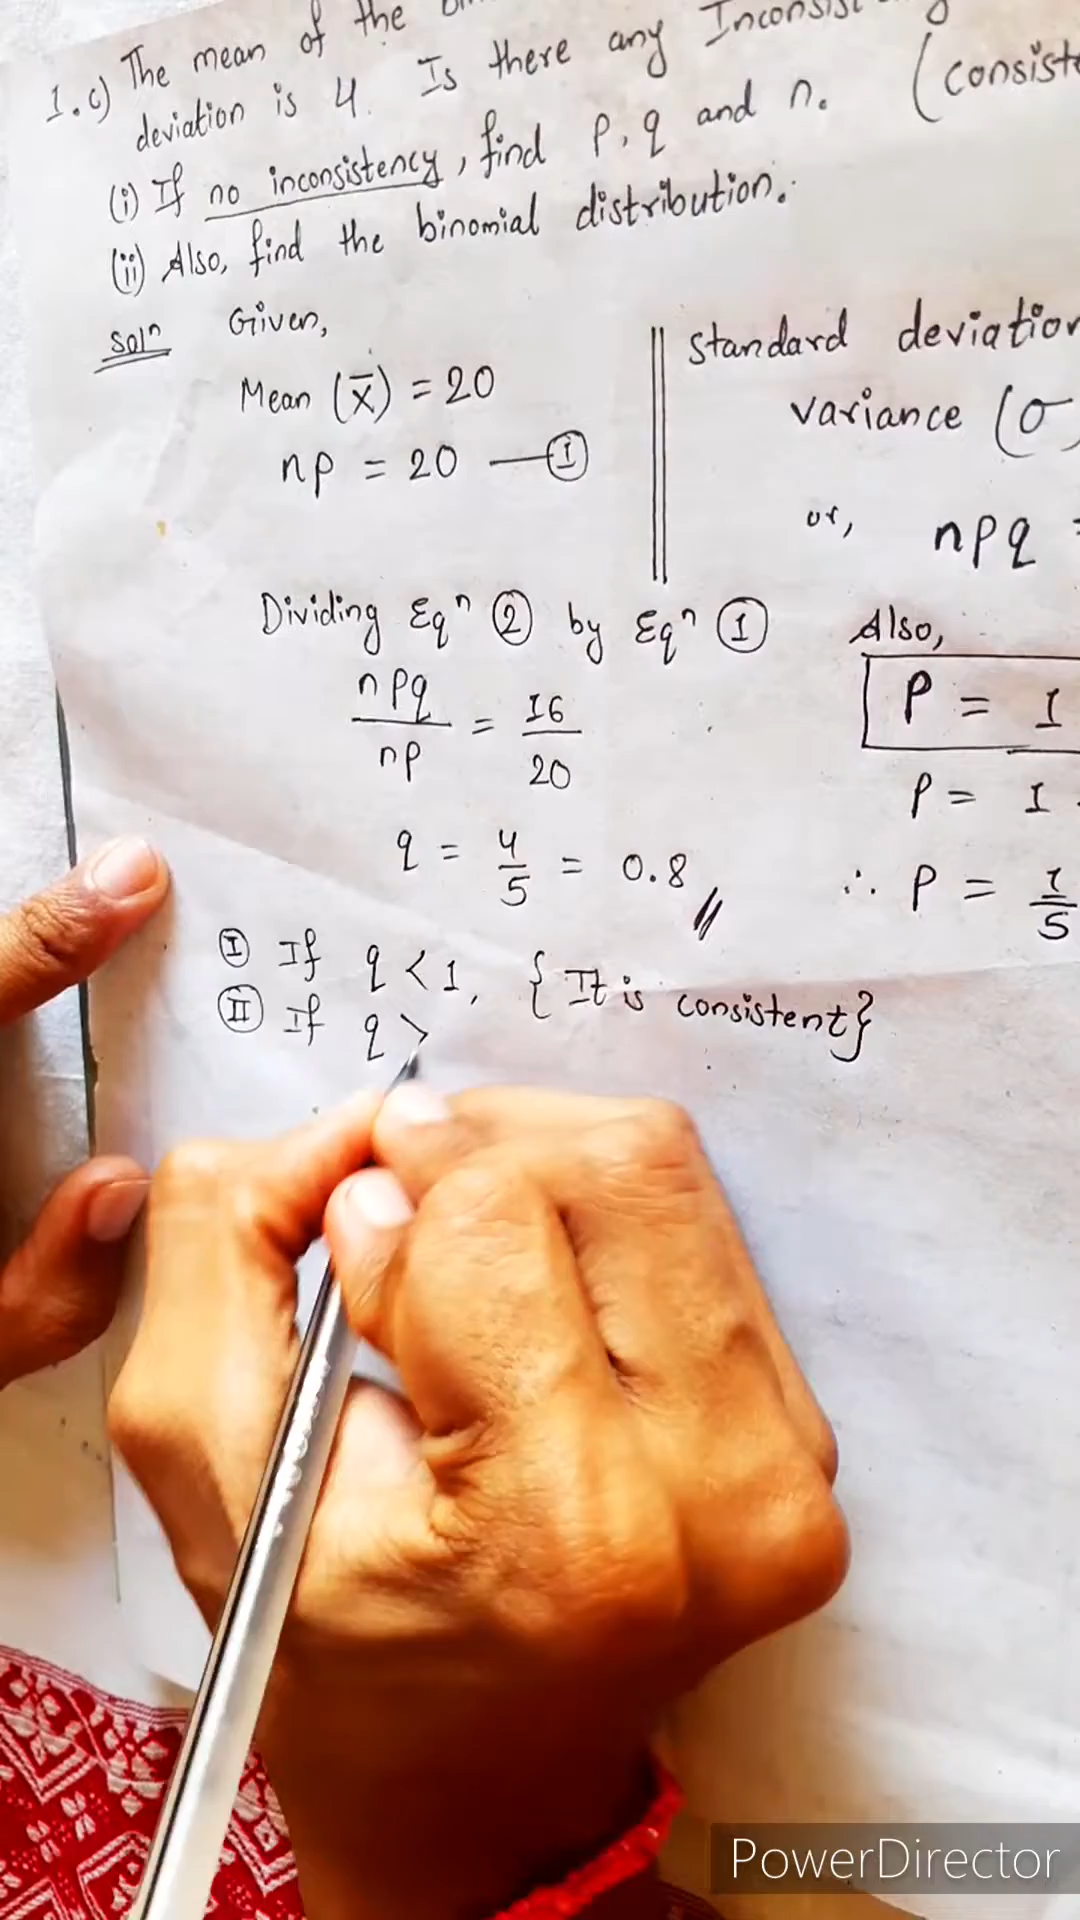 1.c) The mean of the
deviation is 4. Is there any
(i) If no inconsistency, find P, q and n.
(ii) Also, find the binomial distribution.
Solⁿ Given,
Mean (x̄) = 20
np = 20 — ①
Standard deviation
variance (σ
or, npq =
Dividing Eqⁿ ② by Eqⁿ ①
npq / np = 16 / 20
q = 4/5 = 0.8
Also,
P = 1
P = 1
∴ P = 1/5
Ⓘ If q < 1, {It is consistent}
Ⓘⓘ If q >
PowerDirector